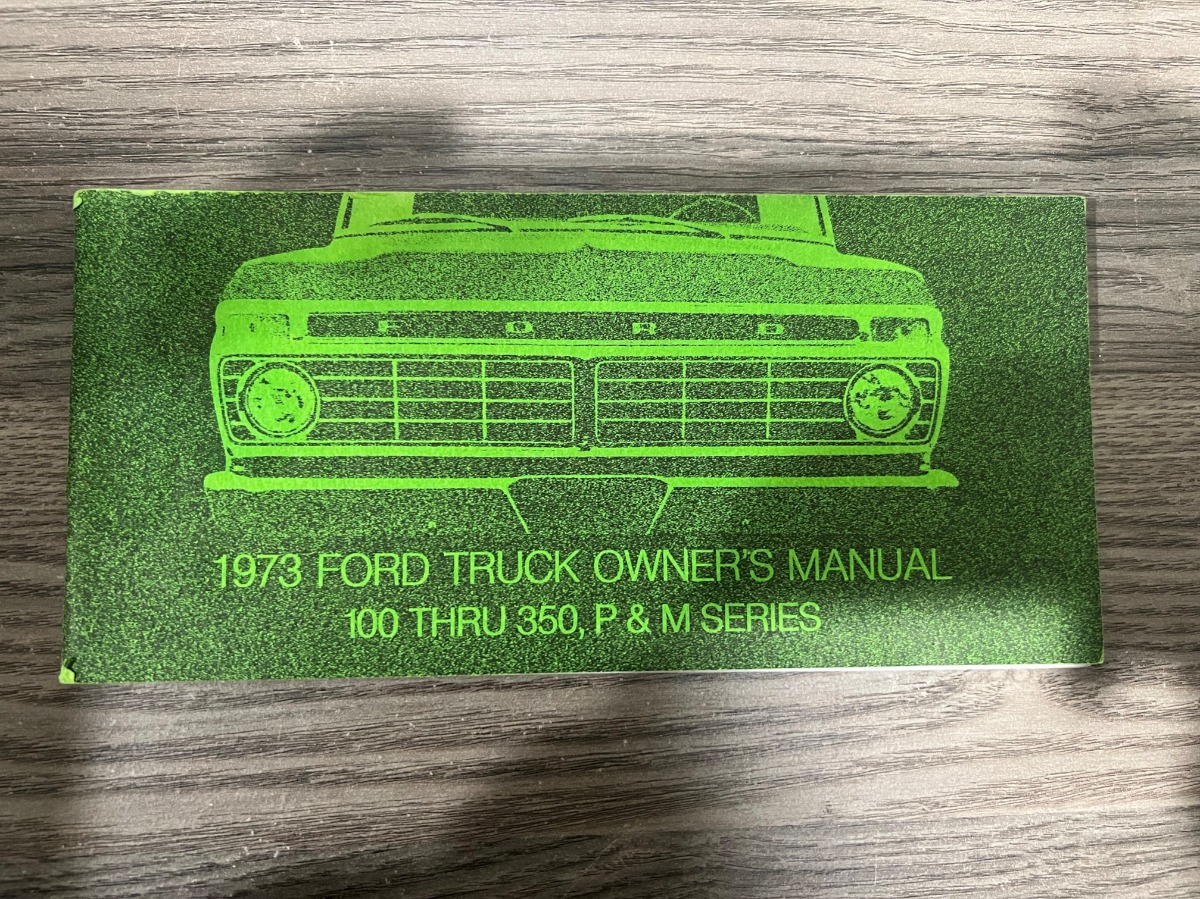 FORD
1973 FORD TRUCK OWNER'S MANUAL
100 THRU 350, P & M SERIES